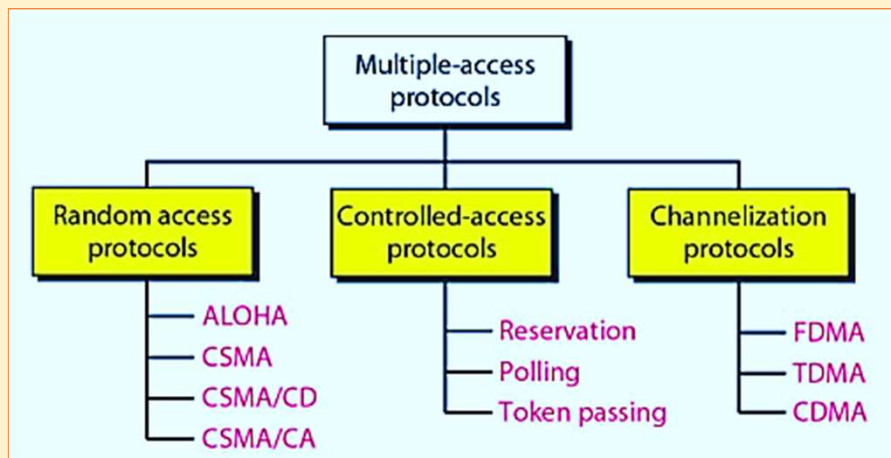 Multiple-access
protocols
Random access
protocols
Controlled-access
protocols
Channelization
protocols
ALOHA
CSMA
CSMA/CD
CSMA/CA
Reservation
Polling
Token passing
FDMA
TDMA
CDMA